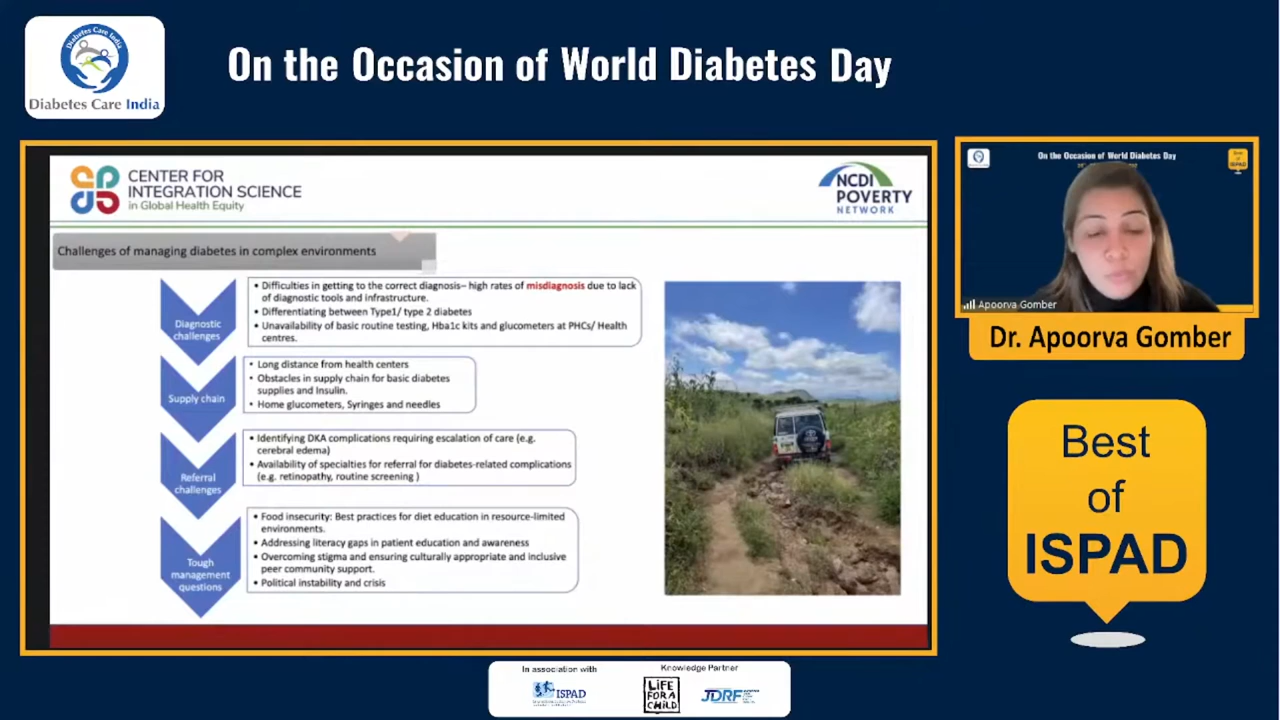 Diabetes Care India
Diabetes Care India
On the Occasion of World Diabetes Day
CENTER FOR
INTEGRATION SCIENCE
in Global Health Equity
NCDI
POVERTY
NETWORK
Challenges of managing diabetes in complex environments
Diagnostic
challenges
• Difficulties in getting to the correct diagnosis– high rates of misdiagnosis due to lack
of diagnostic tools and infrastructure.
• Differentiating between Type1/ type 2 diabetes
• Unavailability of basic routine testing, Hba1c kits and glucometers at PHCs/ Health
centres.
Supply chain
• Long distance from health centers
• Obstacles in supply chain for basic diabetes
supplies and Insulin.
• Home glucometers, Syringes and needles
Referral
challenges
• Identifying DKA complications requiring escalation of care (e.g.
cerebral edema)
• Availability of specialties for referral for diabetes-related complications
(e.g. retinopathy, routine screening )
Tough
management
questions
• Food insecurity: Best practices for diet education in resource-limited
environments.
• Addressing literacy gaps in patient education and awareness
• Overcoming stigma and ensuring culturally appropriate and inclusive
peer community support.
• Political instability and crisis
On the Occasion of World Diabetes Day
Best
of
ISPAD
Apoorva Gomber
Dr. Apoorva Gomber
Best
of
ISPAD
In association with
ISPAD
Knowledge Partner
LIFE
FOR A
CHILD
JDRF